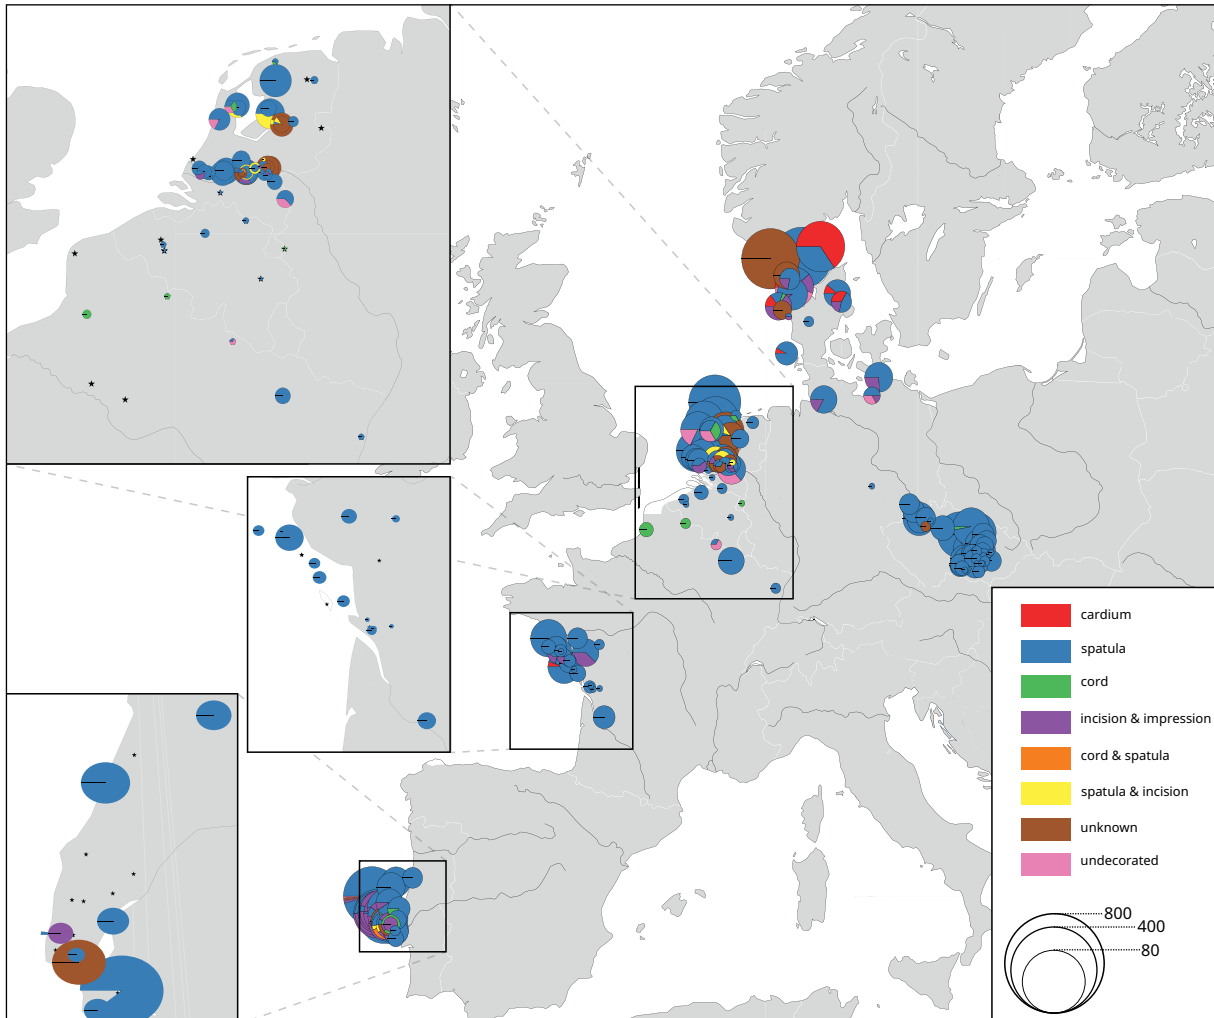 cardium
spatula
cord
incision & impression
cord & spatula
spatula & incision
unknown
undecorated
800
400
80